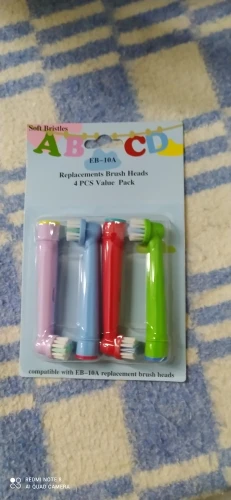 Soft Bristles
ABCD
EB-10A
Replacements Brush Heads
4 PCS Value Pack
compatible with EB-10A replacement brush heads
REDMI NOTE 8
AI QUAD CAMERA